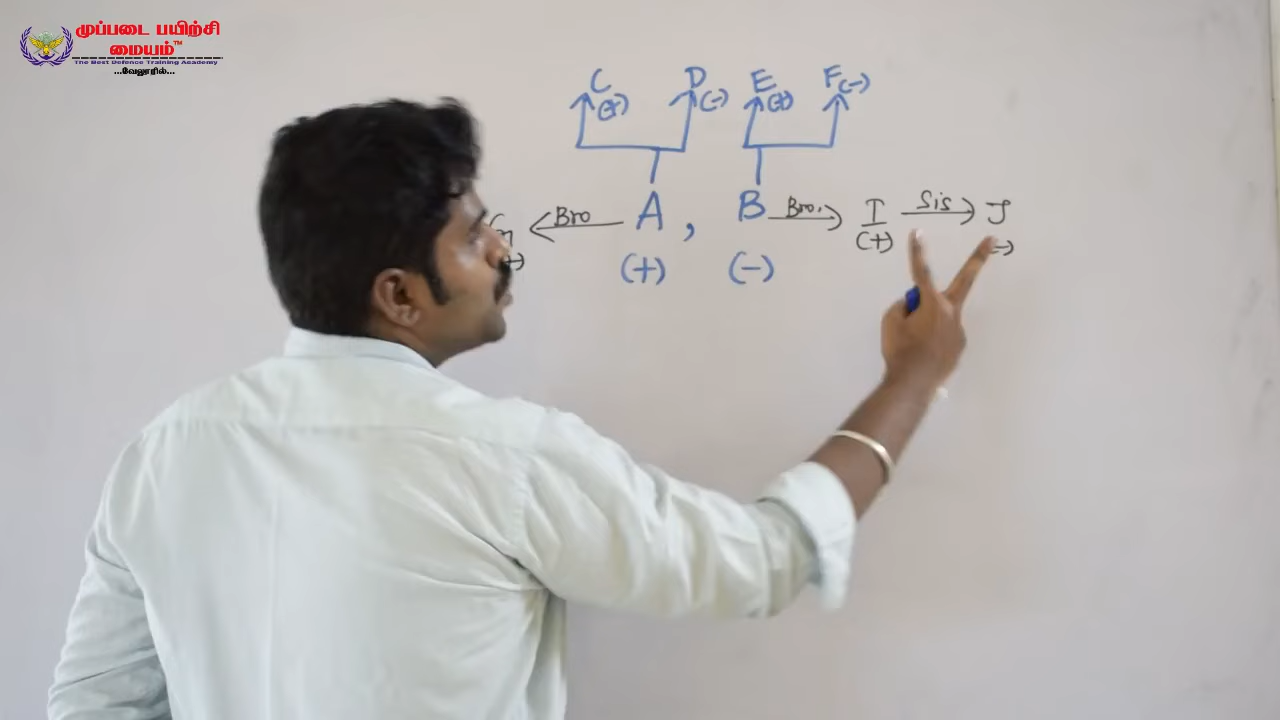 முப்படை பயிற்சி
மையம்™
The Best Defence Training Academy
...வேலூரில்...
C D E F
(+) (-) (+) (-)
Bro A , B Bro. I Sis J
(+) (-) (+) (-)